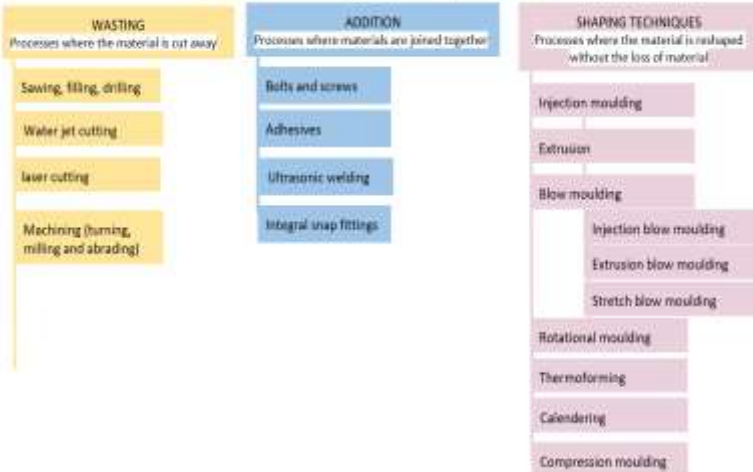 WASTING
Processes where the material is cut away
Sawing, filling, drilling
Water jet cutting
laser cutting
Machining (turning,
milling and abrading)
ADDITION
Processes where materials are joined together
Bolts and screws
Adhesives
Ultrasonic welding
Integral snap fittings
SHAPING TECHNIQUES
Processes where the material is reshaped
without the loss of material
Injection moulding
Extrusion
Blow moulding
Injection blow moulding
Extrusion blow moulding
Stretch blow moulding
Rotational moulding
Thermoforming
Calendering
Compression moulding